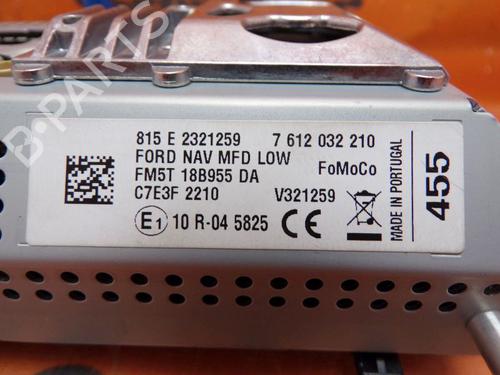 B-PARTS
815 E 2321259 7 612 032 210
FORD NAV MFD LOW
FM5T 18B955 DA FoMoCo
C7E3F 2210 V321259
E1 10 R-04 5825 CE
MADE IN PORTUGAL
455